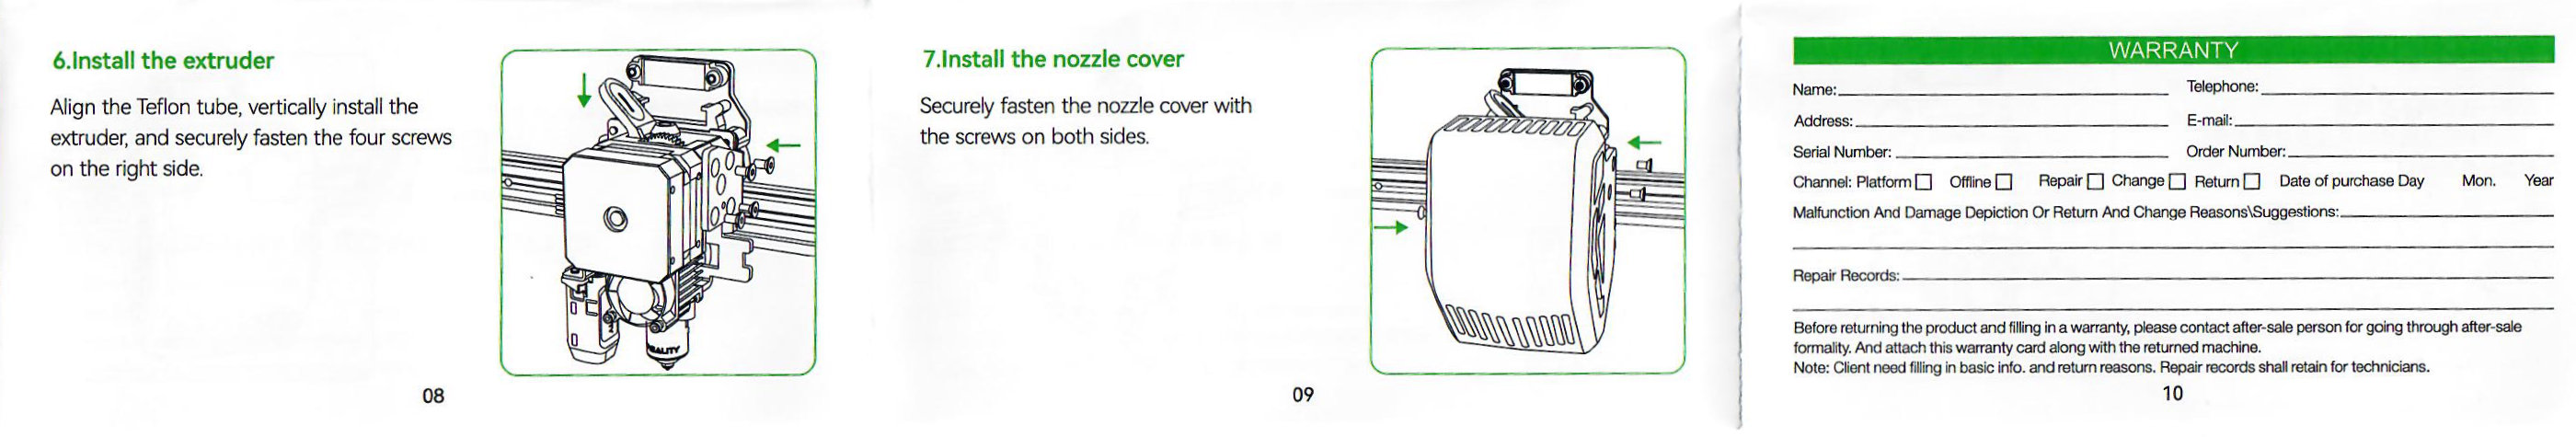 6.Install the extruder
Align the Teflon tube, vertically install the
extruder, and securely fasten the four screws
on the right side.
EALITY
08
7.Install the nozzle cover
Securely fasten the nozzle cover with
the screws on both sides.
09
WARRANTY
Name: Telephone:
Address: E-mail:
Serial Number: Order Number:
Channel: Platform Offline Repair Change Return Date of purchase Day Mon. Year
Malfunction And Damage Depiction Or Return And Change Reasons\Suggestions:
Repair Records:
Before returning the product and filling in a warranty, please contact after-sale person for going through after-sale
formality. And attach this warranty card along with the returned machine.
Note: Client need filling in basic info. and return reasons. Repair records shall retain for technicians.
10